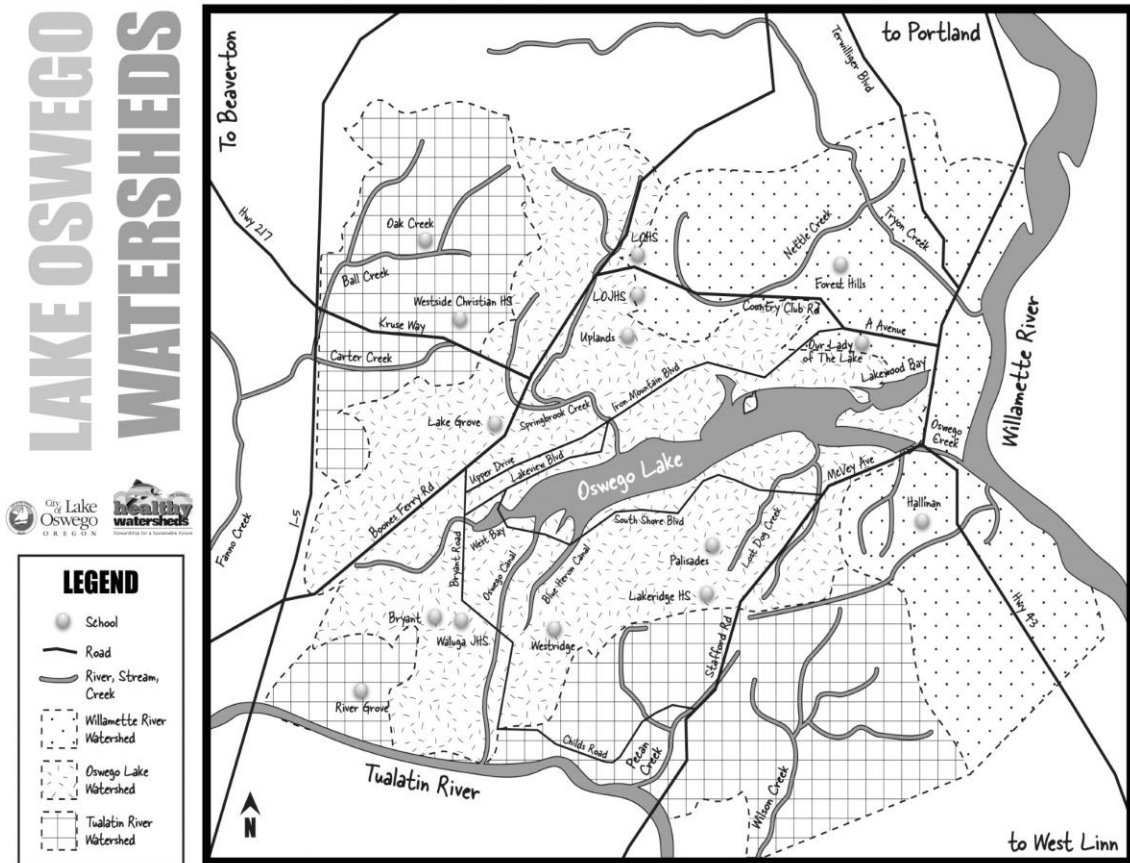 LAKE OSWEGO
WATERSHEDS
City of Lake
Oswego
OREGON
healthy
watersheds
Stewardship for a Sustainable Future
LEGEND
School
Road
River, Stream,
Creek
Willamette River
Watershed
Oswego Lake
Watershed
Tualatin River
Watershed
To Beaverton
to Portland
Terwilliger Blvd
Hwy 217
Oak Creek
LOHS
Nettle Creek
Tryon Creek
Ball Creek
Forest Hills
Westside Christian HS
LOJHS
Country Club Rd
Kruse Way
Uplands
A Avenue
Carter Creek
Our Lady
of The Lake
Willamette River
Iron Mountain Blvd
Lakewood Bay
Lake Grove
Springbrook Creek
Oswego
Creek
Upper Drive
Lakeview Blvd
Oswego Lake
McVey Ave
Boones Ferry Rd
I-5
Fanno Creek
West Bay
South Shore Blvd
Hallinan
Bryant Road
Oswego Canal
Blue Heron Canal
Palisades
Lost Dog Creek
Lakeridge HS
Bryant
Waluga JHS
Westridge
Stafford Rd
Hwy 43
River Grove
Childs Road
Pecan
Creek
Tualatin River
Wilson Creek
N
to West Linn